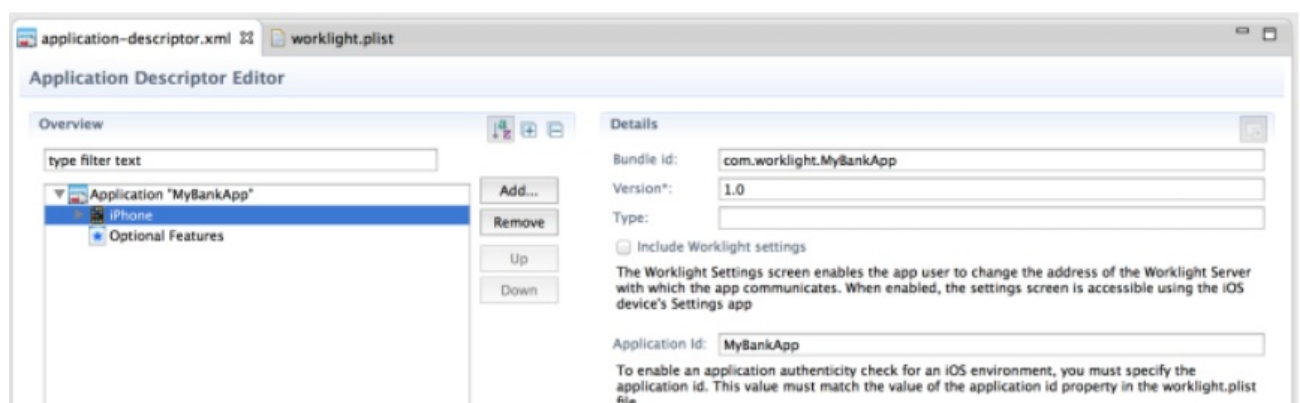 application-descriptor.xml
worklight.plist
Application Descriptor Editor
Overview
type filter text
Application "MyBankApp"
iPhone
Optional Features
Add...
Remove
Up
Down
Details
Bundle id: com.worklight.MyBankApp
Version*: 1.0
Type:
Include Worklight settings
The Worklight Settings screen enables the app user to change the address of the Worklight Server
with which the app communicates. When enabled, the settings screen is accessible using the iOS
device's Settings app
Application Id: MyBankApp
To enable an application authenticity check for an iOS environment, you must specify the
application id. This value must match the value of the application id property in the worklight.plist
file